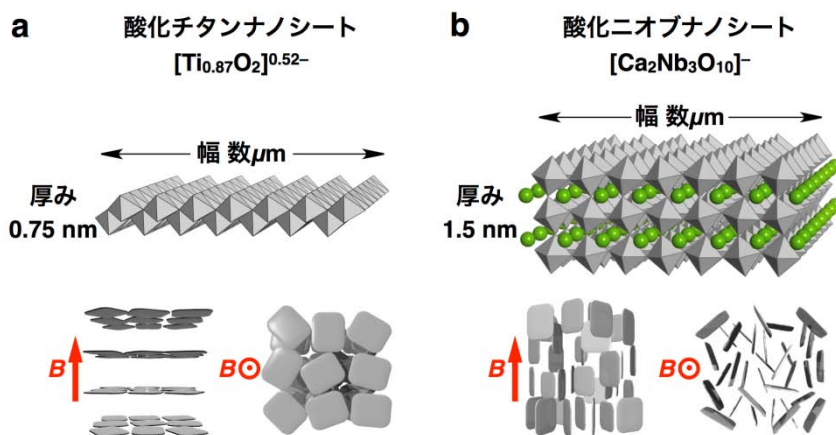 a
酸化チタンナノシート
[Ti0.87O2]0.52–
幅 数μm
厚み
0.75 nm
B
B
b
酸化ニオブナノシート
[Ca2Nb3O10]–
幅 数μm
厚み
1.5 nm
B
B